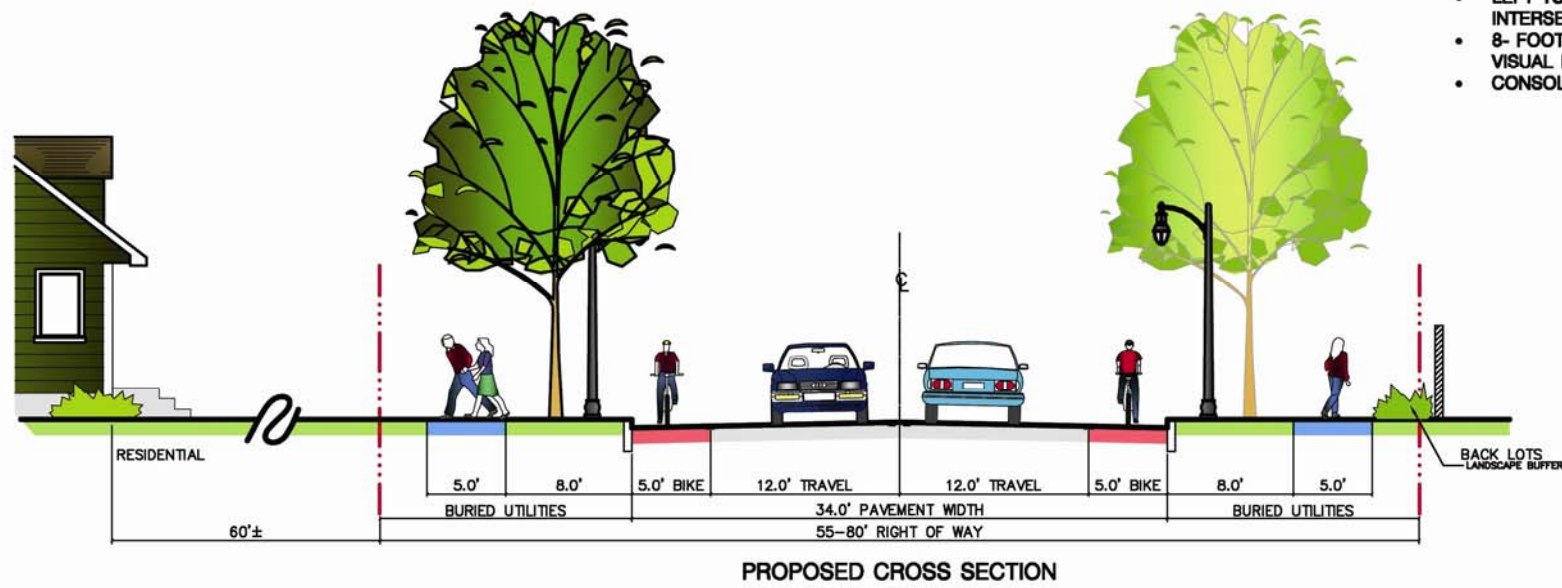 INTERSE
• 8- FOOT
VISUAL
• CONSOL
℄
RESIDENTIAL
BACK LOTS
LANDSCAPE BUFFER
5.0' 8.0' 5.0' BIKE 12.0' TRAVEL 12.0' TRAVEL 5.0' BIKE 8.0' 5.0'
BURIED UTILITIES 34.0' PAVEMENT WIDTH BURIED UTILITIES
60'± 55-80' RIGHT OF WAY
PROPOSED CROSS SECTION